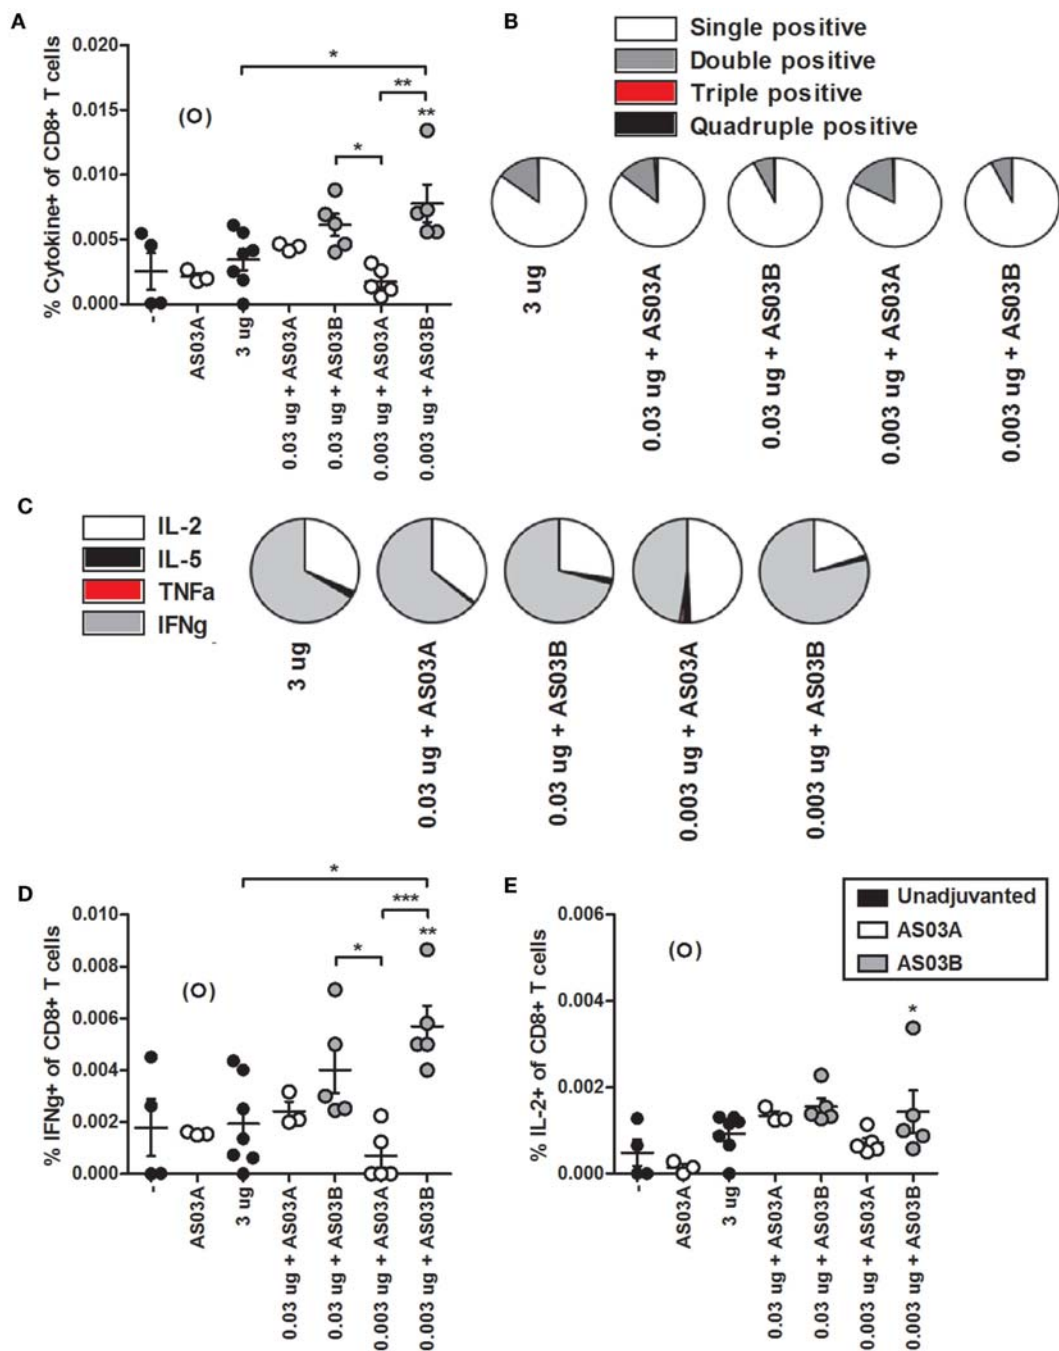 A
% Cytokine+ of CD8+ T cells
0.020
0.015
0.010
0.005
0.000
( )
*
**
**
*
-
AS03A
3 ug
0.03 ug + AS03A
0.03 ug + AS03B
0.003 ug + AS03A
0.003 ug + AS03B
B
Single positive
Double positive
Triple positive
Quadruple positive
3 ug
0.03 ug + AS03A
0.03 ug + AS03B
0.003 ug + AS03A
0.003 ug + AS03B
C
IL-2
IL-5
TNFa
IFNg
3 ug
0.03 ug + AS03A
0.03 ug + AS03B
0.003 ug + AS03A
0.003 ug + AS03B
D
% IFNg+ of CD8+ T cells
0.010
0.008
0.006
0.004
0.002
0.000
( )
*
***
**
*
-
AS03A
3 ug
0.03 ug + AS03A
0.03 ug + AS03B
0.003 ug + AS03A
0.003 ug + AS03B
E
% IL-2+ of CD8+ T cells
0.006
0.004
0.002
0.000
( )
*
Unadjuvanted
AS03A
AS03B
-
AS03A
3 ug
0.03 ug + AS03A
0.03 ug + AS03B
0.003 ug + AS03A
0.003 ug + AS03B